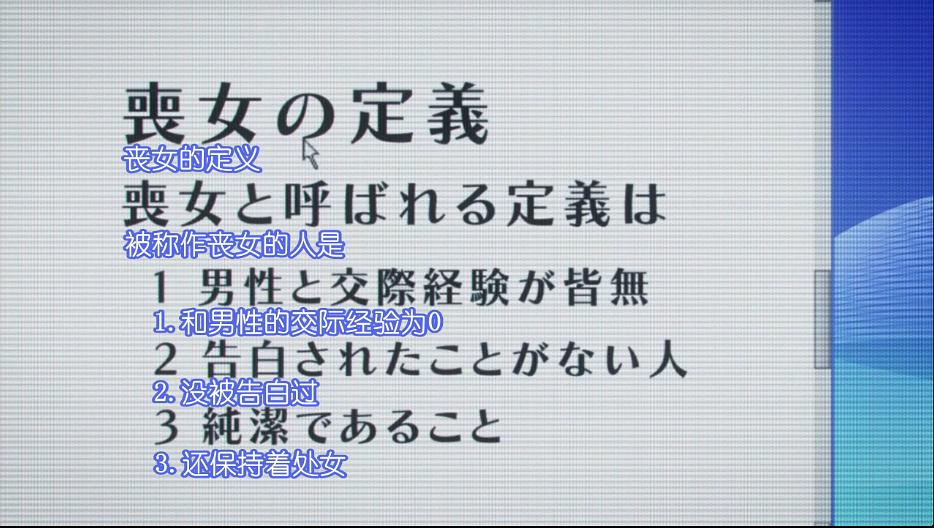 喪女の定義
丧女的定义
喪女と呼ばれる定義は
被称作丧女的人是
1 男性と交際経験が皆無
1.和男性的交际经验为0
2 告白されたことがない人
2.没被告白过
3 純潔であること
3.还保持着处女